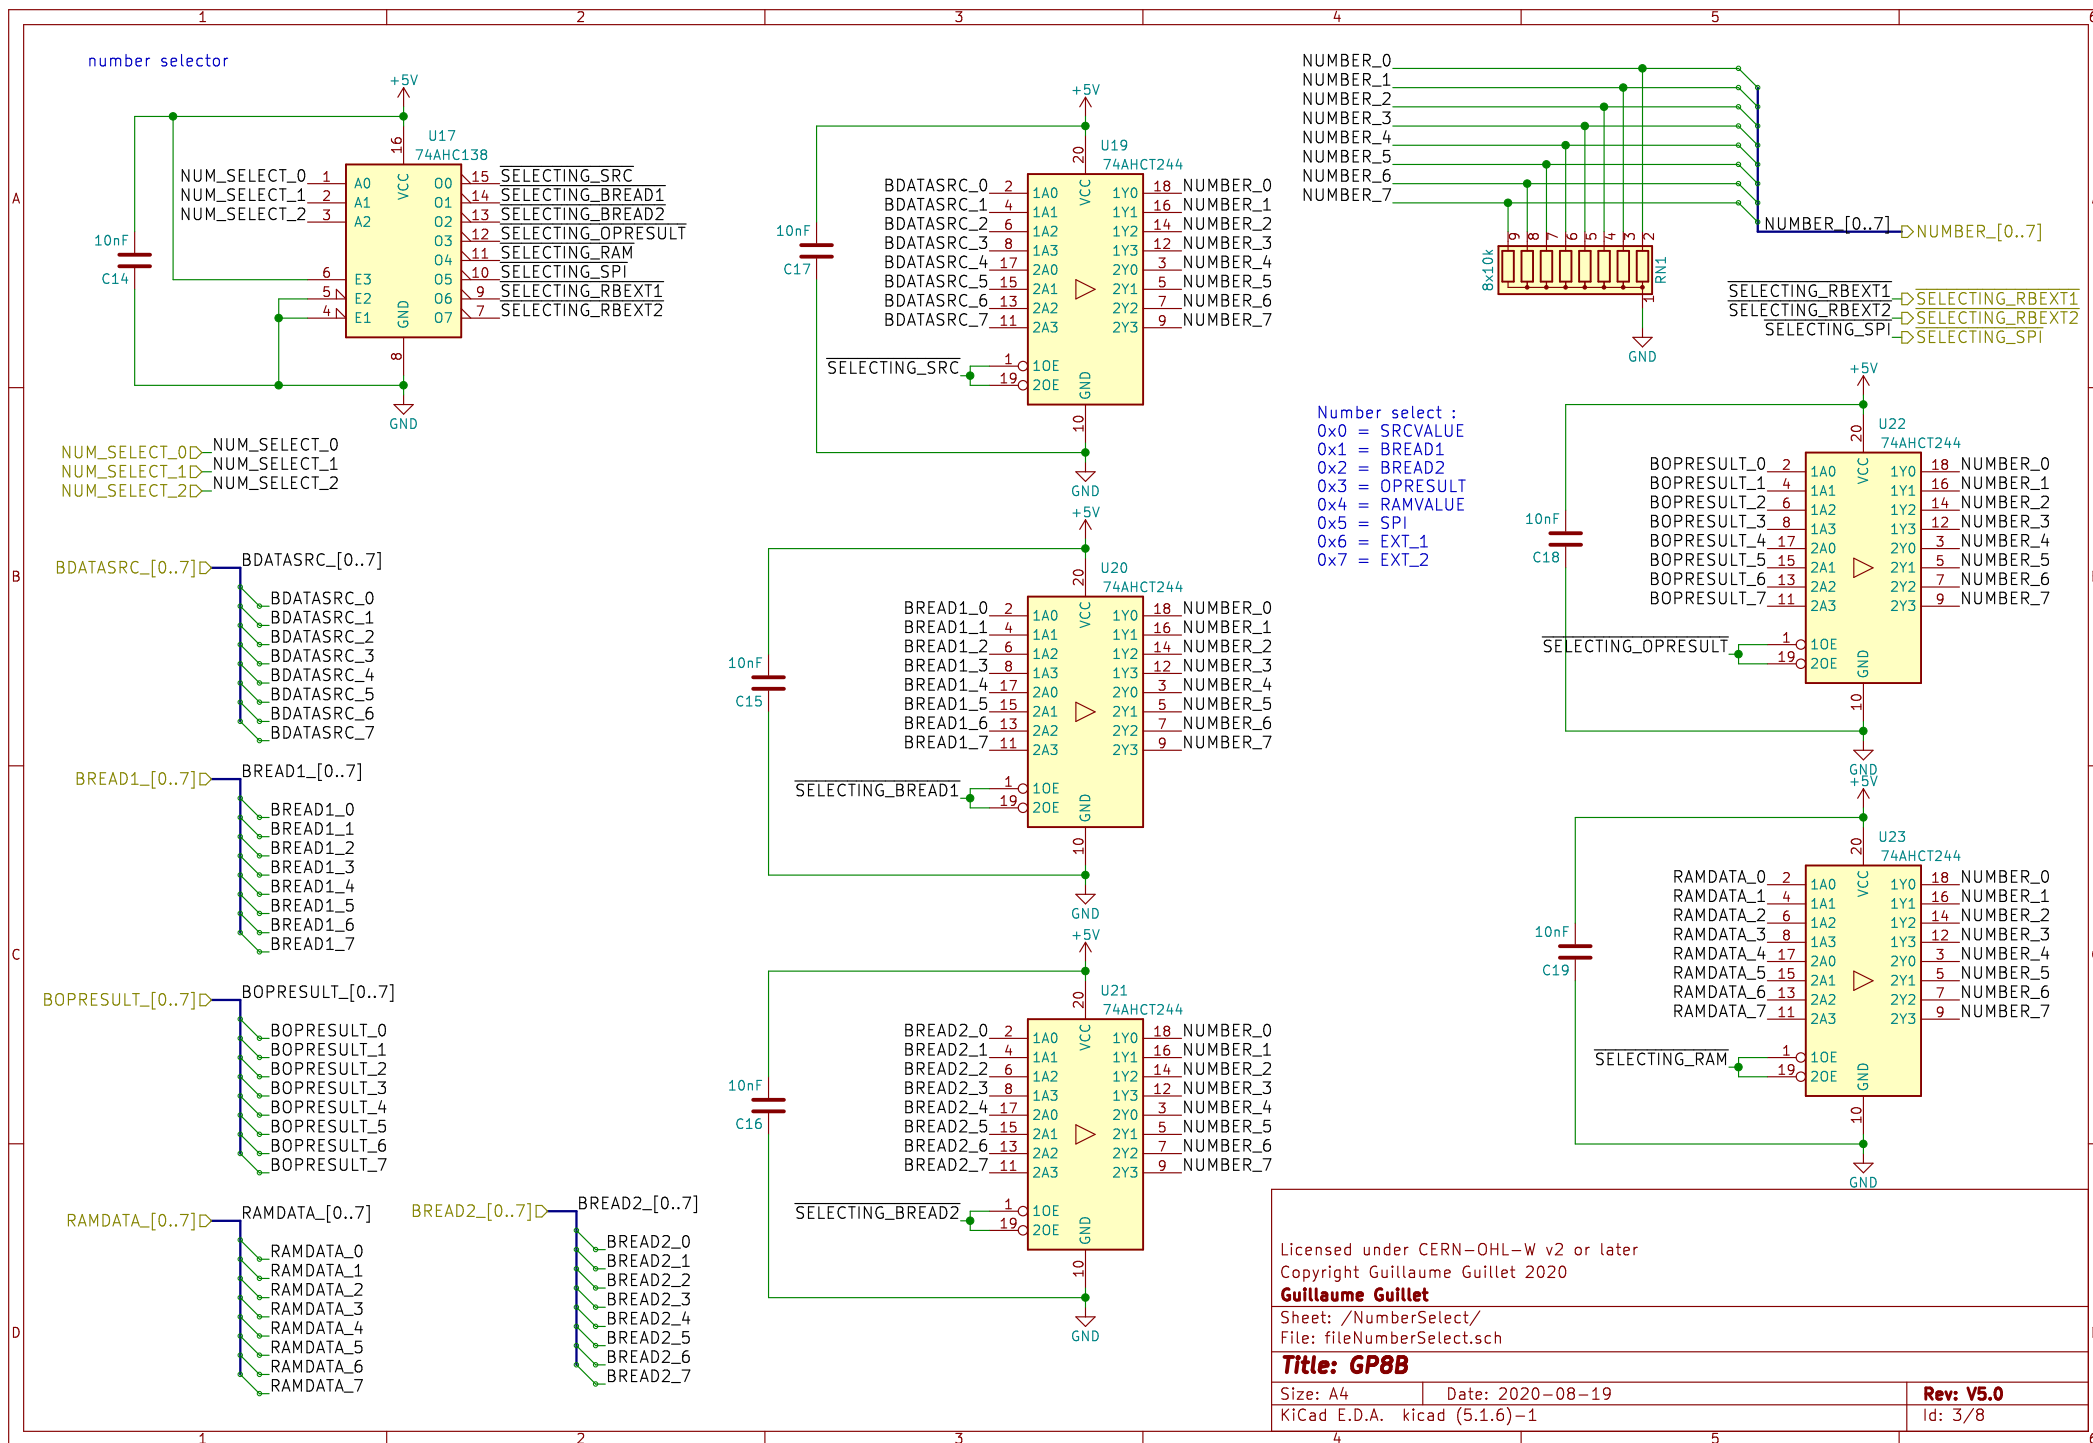 1 2 3 4 5 6
number selector
+5V
U17
74AHC138
16
VCC
NUM_SELECT_0 1 A0 O0 15 SELECTING_SRC
NUM_SELECT_1 2 A1 O1 14 SELECTING_BREAD1
NUM_SELECT_2 3 A2 O2 13 SELECTING_BREAD2
O3 12 SELECTING_OPRESULT
O4 11 SELECTING_RAM
6 E3 O5 10 SELECTING_SPI
5 E2 O6 9 SELECTING_RBEXT1
4 E1 O7 7 SELECTING_RBEXT2
GND
8
GND
10nF
C14
NUM_SELECT_0 NUM_SELECT_0
NUM_SELECT_1 NUM_SELECT_1
NUM_SELECT_2 NUM_SELECT_2
BDATASRC_[0..7] BDATASRC_[0..7]
BDATASRC_0
BDATASRC_1
BDATASRC_2
BDATASRC_3
BDATASRC_4
BDATASRC_5
BDATASRC_6
BDATASRC_7
BREAD1_[0..7] BREAD1_[0..7]
BREAD1_0
BREAD1_1
BREAD1_2
BREAD1_3
BREAD1_4
BREAD1_5
BREAD1_6
BREAD1_7
BOPRESULT_[0..7] BOPRESULT_[0..7]
BOPRESULT_0
BOPRESULT_1
BOPRESULT_2
BOPRESULT_3
BOPRESULT_4
BOPRESULT_5
BOPRESULT_6
BOPRESULT_7
RAMDATA_[0..7] RAMDATA_[0..7]
RAMDATA_0
RAMDATA_1
RAMDATA_2
RAMDATA_3
RAMDATA_4
RAMDATA_5
RAMDATA_6
RAMDATA_7
BREAD2_[0..7] BREAD2_[0..7]
BREAD2_0
BREAD2_1
BREAD2_2
BREAD2_3
BREAD2_4
BREAD2_5
BREAD2_6
BREAD2_7
+5V
U19
74AHCT244
20
VCC
BDATASRC_0 2 1A0 1Y0 18 NUMBER_0
BDATASRC_1 4 1A1 1Y1 16 NUMBER_1
BDATASRC_2 6 1A2 1Y2 14 NUMBER_2
BDATASRC_3 8 1A3 1Y3 12 NUMBER_3
BDATASRC_4 17 2A0 2Y0 3 NUMBER_4
BDATASRC_5 15 2A1 2Y1 5 NUMBER_5
BDATASRC_6 13 2A2 2Y2 7 NUMBER_6
BDATASRC_7 11 2A3 2Y3 9 NUMBER_7
SELECTING_SRC 1 1OE
19 2OE
GND
10
GND
10nF
C17
+5V
U20
74AHCT244
20
VCC
BREAD1_0 2 1A0 1Y0 18 NUMBER_0
BREAD1_1 4 1A1 1Y1 16 NUMBER_1
BREAD1_2 6 1A2 1Y2 14 NUMBER_2
BREAD1_3 8 1A3 1Y3 12 NUMBER_3
BREAD1_4 17 2A0 2Y0 3 NUMBER_4
BREAD1_5 15 2A1 2Y1 5 NUMBER_5
BREAD1_6 13 2A2 2Y2 7 NUMBER_6
BREAD1_7 11 2A3 2Y3 9 NUMBER_7
SELECTING_BREAD1 1 1OE
19 2OE
GND
10
GND
10nF
C15
+5V
U21
74AHCT244
20
VCC
BREAD2_0 2 1A0 1Y0 18 NUMBER_0
BREAD2_1 4 1A1 1Y1 16 NUMBER_1
BREAD2_2 6 1A2 1Y2 14 NUMBER_2
BREAD2_3 8 1A3 1Y3 12 NUMBER_3
BREAD2_4 17 2A0 2Y0 3 NUMBER_4
BREAD2_5 15 2A1 2Y1 5 NUMBER_5
BREAD2_6 13 2A2 2Y2 7 NUMBER_6
BREAD2_7 11 2A3 2Y3 9 NUMBER_7
SELECTING_BREAD2 1 1OE
19 2OE
GND
10
GND
10nF
C16
NUMBER_0
NUMBER_1
NUMBER_2
NUMBER_3
NUMBER_4
NUMBER_5
NUMBER_6
NUMBER_7
NUMBER_[0..7] NUMBER_[0..7]
9 8 7 6 5 4 3 2
8x10k
RN1
1
GND
SELECTING_RBEXT1 SELECTING_RBEXT1
SELECTING_RBEXT2 SELECTING_RBEXT2
SELECTING_SPI SELECTING_SPI
Number select :
0x0 = SRCVALUE
0x1 = BREAD1
0x2 = BREAD2
0x3 = OPRESULT
0x4 = RAMVALUE
0x5 = SPI
0x6 = EXT_1
0x7 = EXT_2
+5V
U22
74AHCT244
20
VCC
BOPRESULT_0 2 1A0 1Y0 18 NUMBER_0
BOPRESULT_1 4 1A1 1Y1 16 NUMBER_1
BOPRESULT_2 6 1A2 1Y2 14 NUMBER_2
BOPRESULT_3 8 1A3 1Y3 12 NUMBER_3
BOPRESULT_4 17 2A0 2Y0 3 NUMBER_4
BOPRESULT_5 15 2A1 2Y1 5 NUMBER_5
BOPRESULT_6 13 2A2 2Y2 7 NUMBER_6
BOPRESULT_7 11 2A3 2Y3 9 NUMBER_7
SELECTING_OPRESULT 1 1OE
19 2OE
GND
10
GND
10nF
C18
+5V
U23
74AHCT244
20
VCC
RAMDATA_0 2 1A0 1Y0 18 NUMBER_0
RAMDATA_1 4 1A1 1Y1 16 NUMBER_1
RAMDATA_2 6 1A2 1Y2 14 NUMBER_2
RAMDATA_3 8 1A3 1Y3 12 NUMBER_3
RAMDATA_4 17 2A0 2Y0 3 NUMBER_4
RAMDATA_5 15 2A1 2Y1 5 NUMBER_5
RAMDATA_6 13 2A2 2Y2 7 NUMBER_6
RAMDATA_7 11 2A3 2Y3 9 NUMBER_7
SELECTING_RAM 1 1OE
19 2OE
GND
10
GND
10nF
C19
A
B
C
D
Licensed under CERN-OHL-W v2 or later
Copyright Guillaume Guillet 2020
Guillaume Guillet
Sheet: /NumberSelect/
File: fileNumberSelect.sch
Title: GP8B
Size: A4 Date: 2020-08-19 Rev: V5.0
KiCad E.D.A. kicad (5.1.6)-1 Id: 3/8
1 2 3 4 5 6